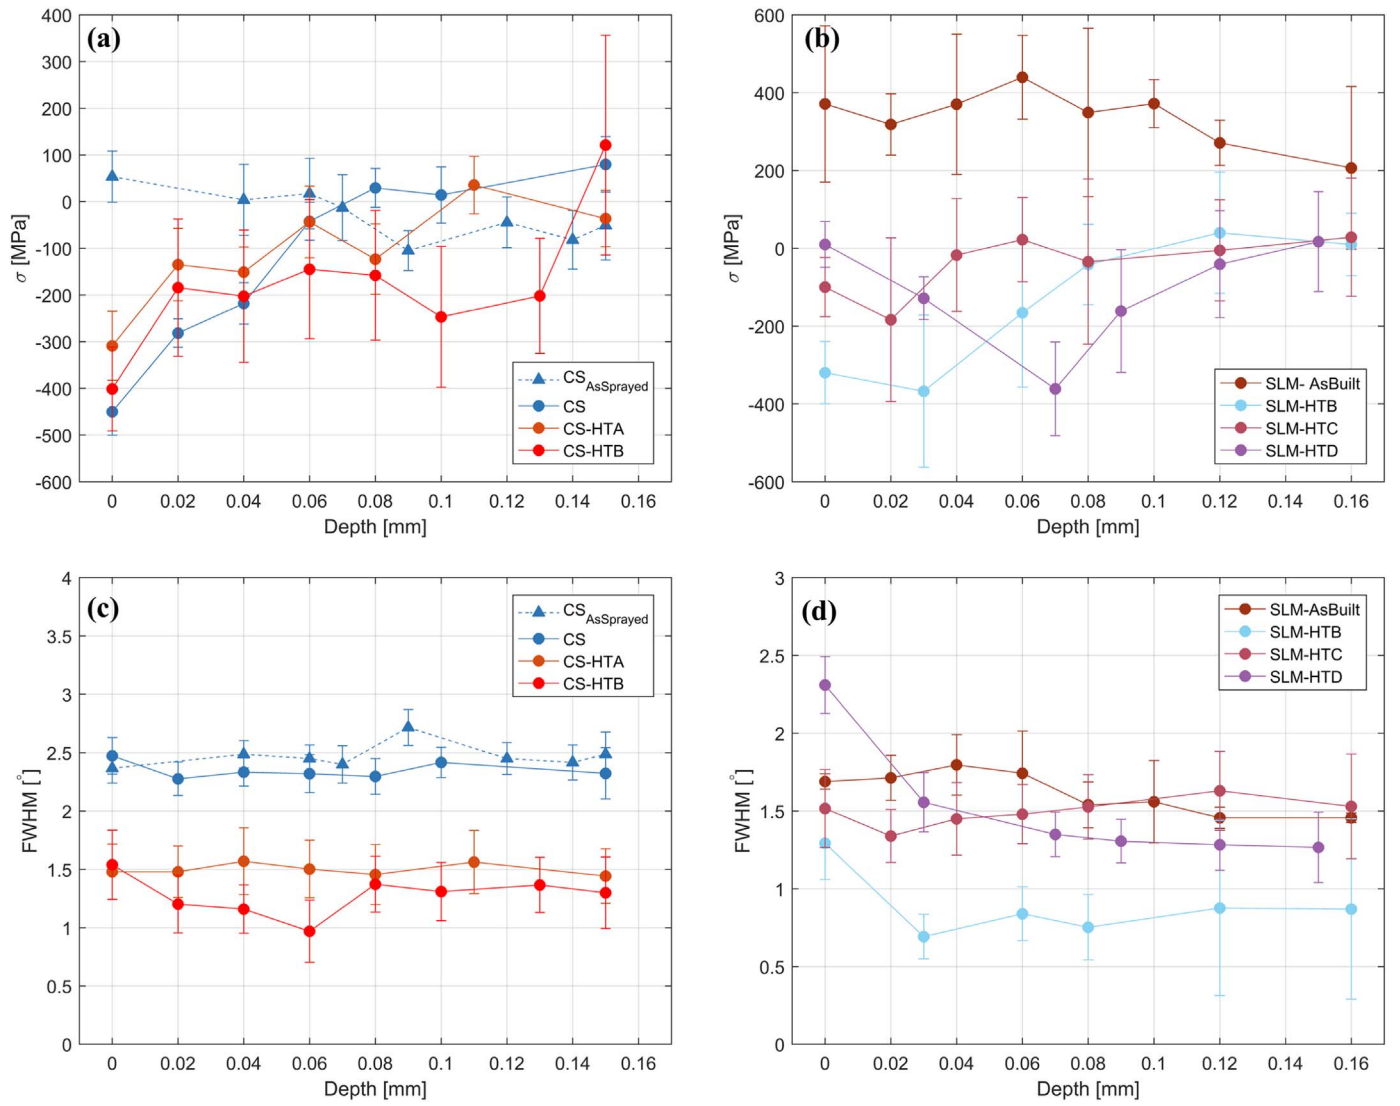 (a)
400
300
200
100
0
-100
-200
-300
-400
-500
-600
σ [MPa]
0 0.02 0.04 0.06 0.08 0.1 0.12 0.14 0.16
Depth [mm]
CS AsSprayed
CS
CS-HTA
CS-HTB
(b)
600
400
200
0
-200
-400
-600
σ [MPa]
0 0.02 0.04 0.06 0.08 0.1 0.12 0.14 0.16
Depth [mm]
SLM- AsBuilt
SLM-HTB
SLM-HTC
SLM-HTD
(c)
4
3.5
3
2.5
2
1.5
1
0.5
0
FWHM [°]
0 0.02 0.04 0.06 0.08 0.1 0.12 0.14 0.16
Depth [mm]
CS AsSprayed
CS
CS-HTA
CS-HTB
(d)
3
2.5
2
1.5
1
0.5
0
FWHM [°]
0 0.02 0.04 0.06 0.08 0.1 0.12 0.14 0.16
Depth [mm]
SLM-AsBuilt
SLM-HTB
SLM-HTC
SLM-HTD